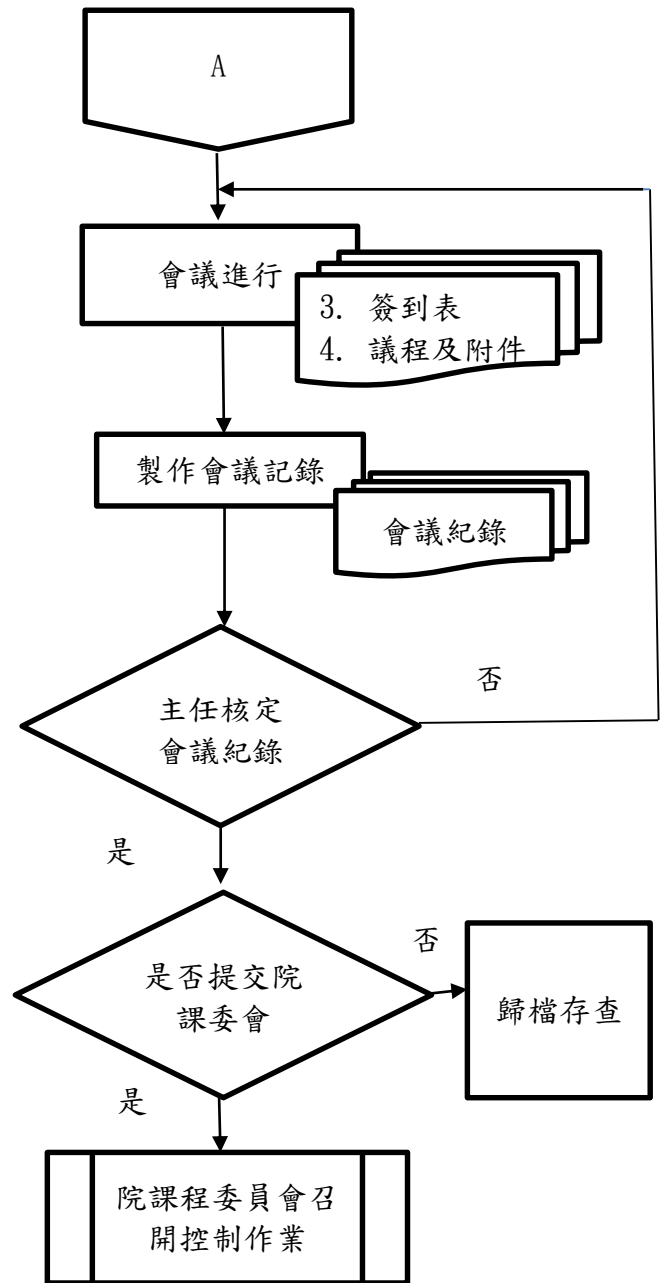 A
會議進行
3. 簽到表
4. 議程及附件
製作會議記錄
會議紀錄
主任核定
會議紀錄
否
是
是否提交院
課委會
否
歸檔存查
是
院課程委員會召
開控制作業